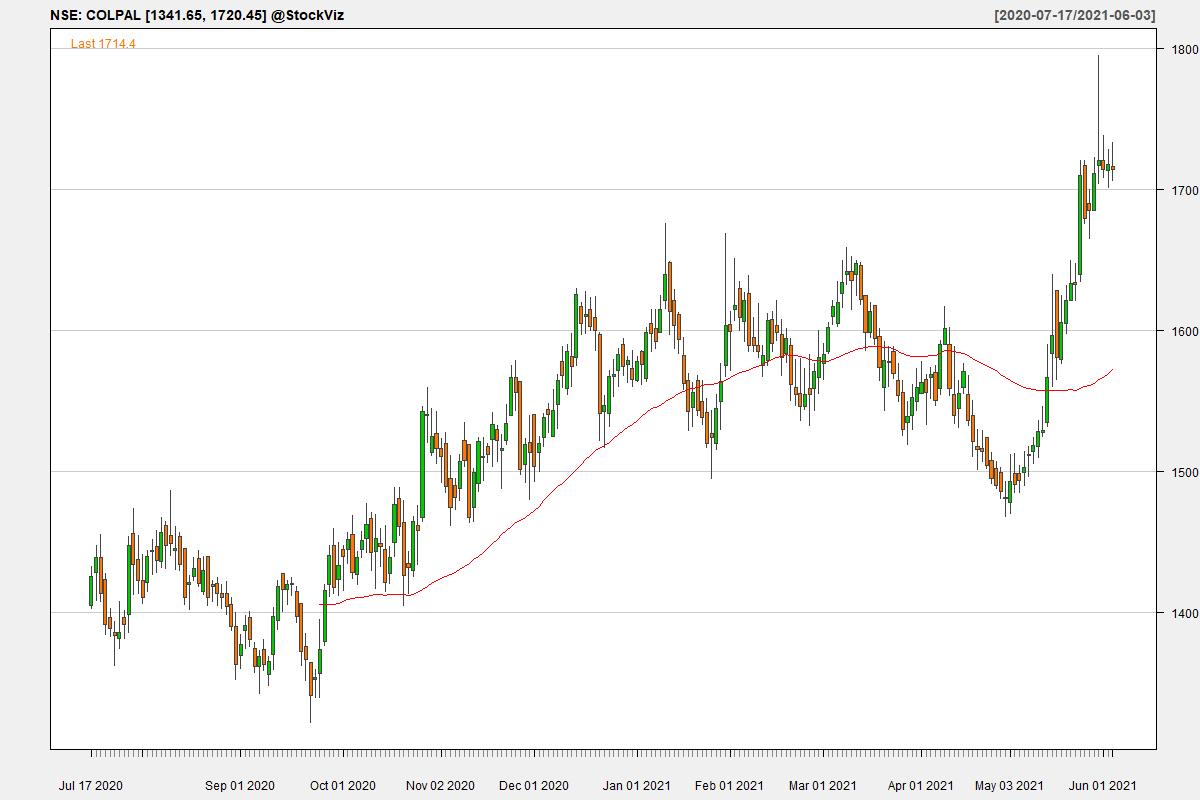 NSE: COLPAL [1341.65, 1720.45] @StockViz
[2020-07-17/2021-06-03]
Last 1714.4
1800
1700
1600
1500
1400
Jul 17 2020 Sep 01 2020 Oct 01 2020 Nov 02 2020 Dec 01 2020 Jan 01 2021 Feb 01 2021 Mar 01 2021 Apr 01 2021 May 03 2021 Jun 01 2021